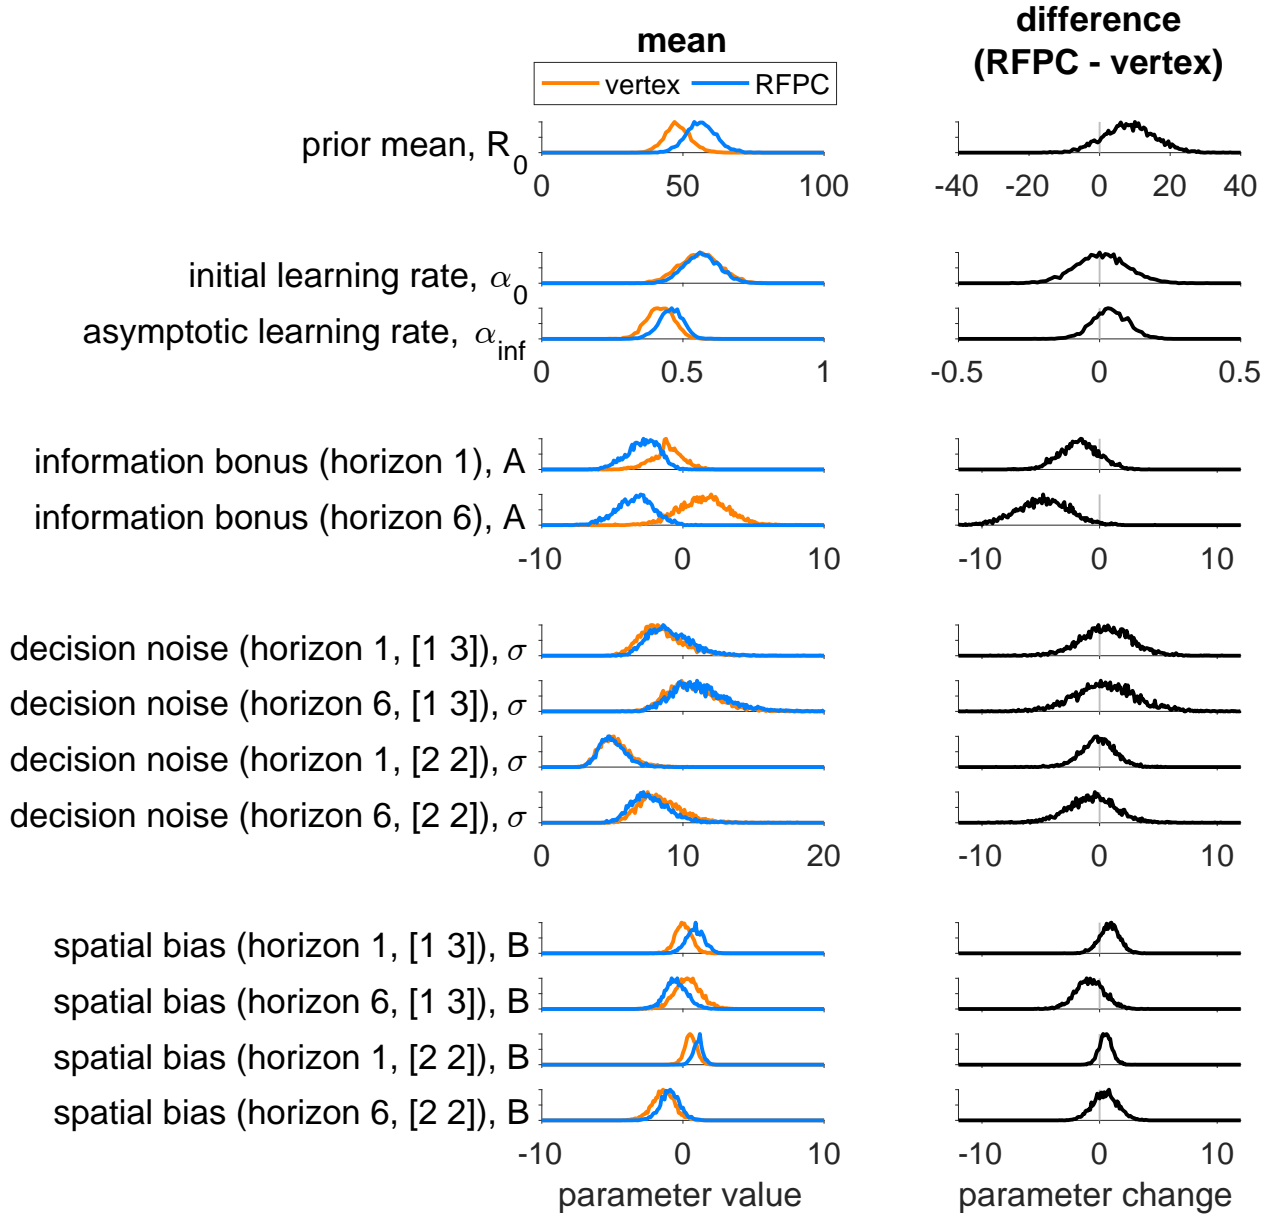 mean
difference
(RFPC - vertex)
vertex RFPC
prior mean, R0
0 50 100
-40 -20 0 20 40
initial learning rate, α0
asymptotic learning rate, αinf
0 0.5 1
-0.5 0 0.5
information bonus (horizon 1), A
information bonus (horizon 6), A
-10 0 10
-10 0 10
decision noise (horizon 1, [1 3]), σ
decision noise (horizon 6, [1 3]), σ
decision noise (horizon 1, [2 2]), σ
decision noise (horizon 6, [2 2]), σ
0 10 20
-10 0 10
spatial bias (horizon 1, [1 3]), B
spatial bias (horizon 6, [1 3]), B
spatial bias (horizon 1, [2 2]), B
spatial bias (horizon 6, [2 2]), B
-10 0 10
-10 0 10
parameter value
parameter change